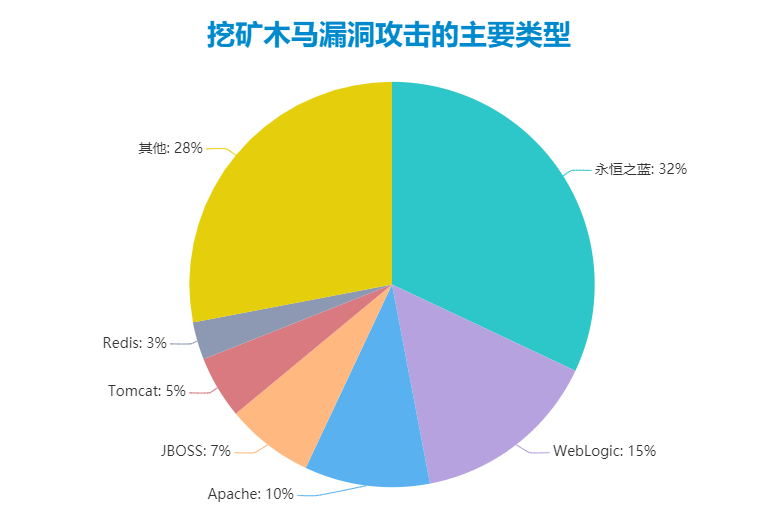 挖矿木马漏洞攻击的主要类型
其他: 28%
永恒之蓝: 32%
Redis: 3%
Tomcat: 5%
JBOSS: 7%
WebLogic: 15%
Apache: 10%